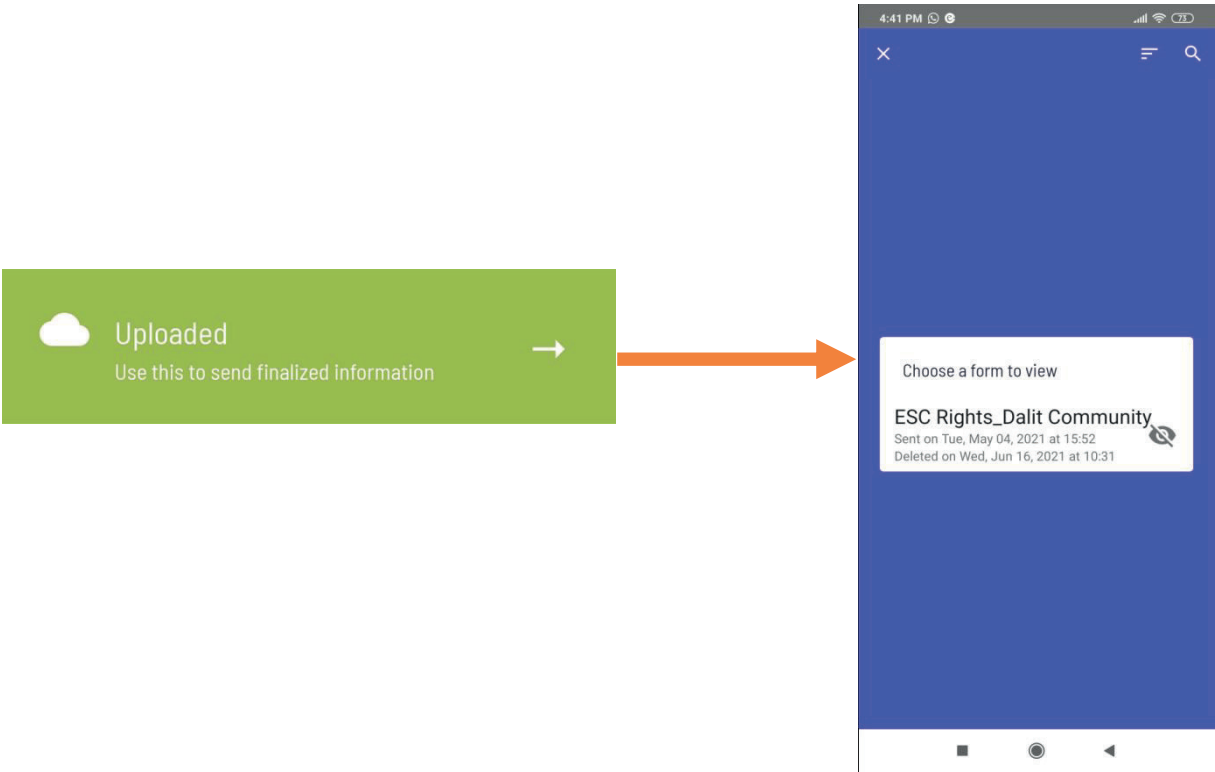 Uploaded
Use this to send finalized information
4:41 PM
73
Choose a form to view
ESC Rights_Dalit Community
Sent on Tue, May 04, 2021 at 15:52
Deleted on Wed, Jun 16, 2021 at 10:31